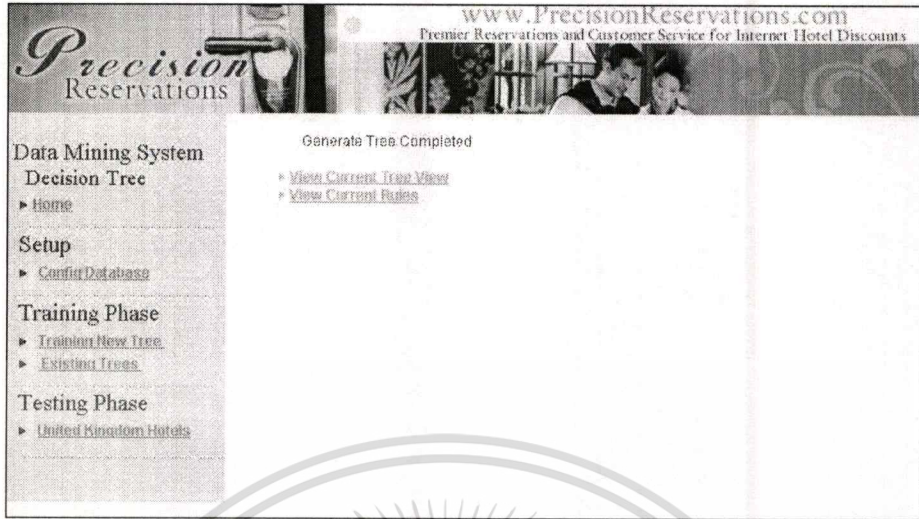 www.PrecisionReservations.com
Premier Reservations and Customer Service for Internet Hotel Discounts
Precision
Reservations
Generate Tree Completed
View Current Tree View
View Current Rules
Data Mining System
Decision Tree
Home
Setup
Config Database
Training Phase
Training New Tree
Existing Trees
Testing Phase
United Kingdom Hotels